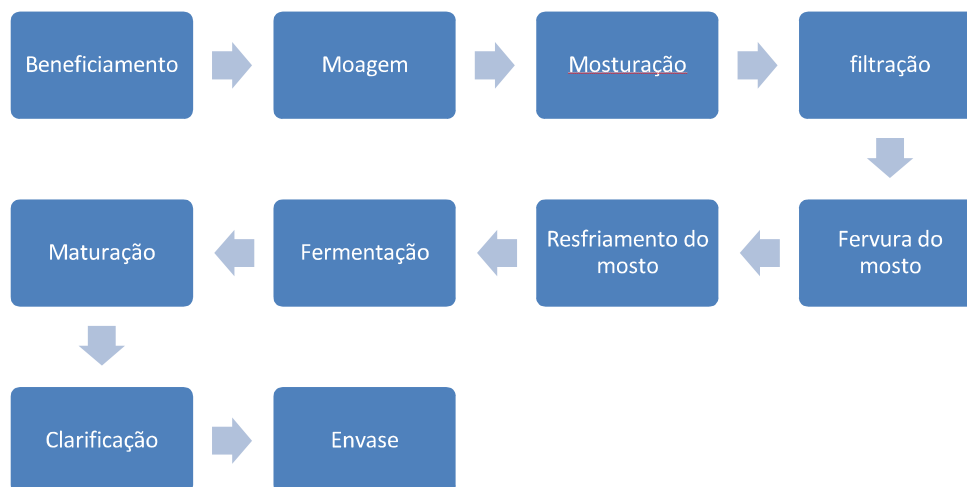 Beneficiamento
Moagem
Mosturação
filtração
Fervura do
mosto
Resfriamento do
mosto
Fermentação
Maturação
Clarificação
Envase